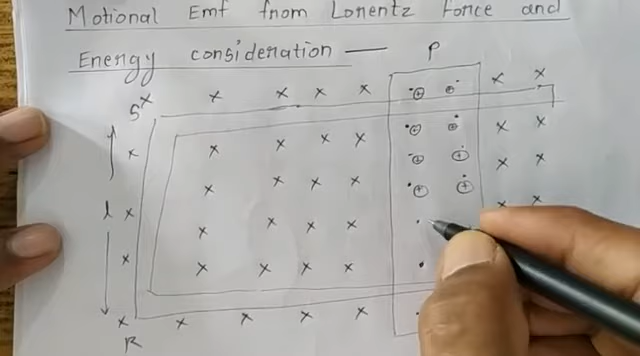 Motional Emf from Lorentz Force and
Energy consideration —
P
S
l
R